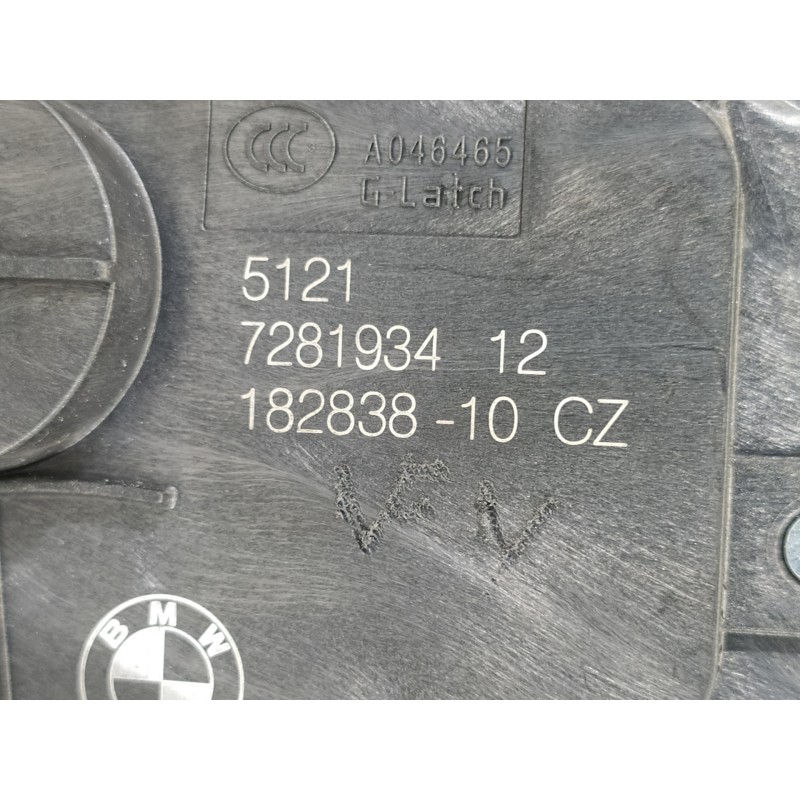 CCC A046465
G-Latch
5121
7281934 12
182838-10 CZ
BMW